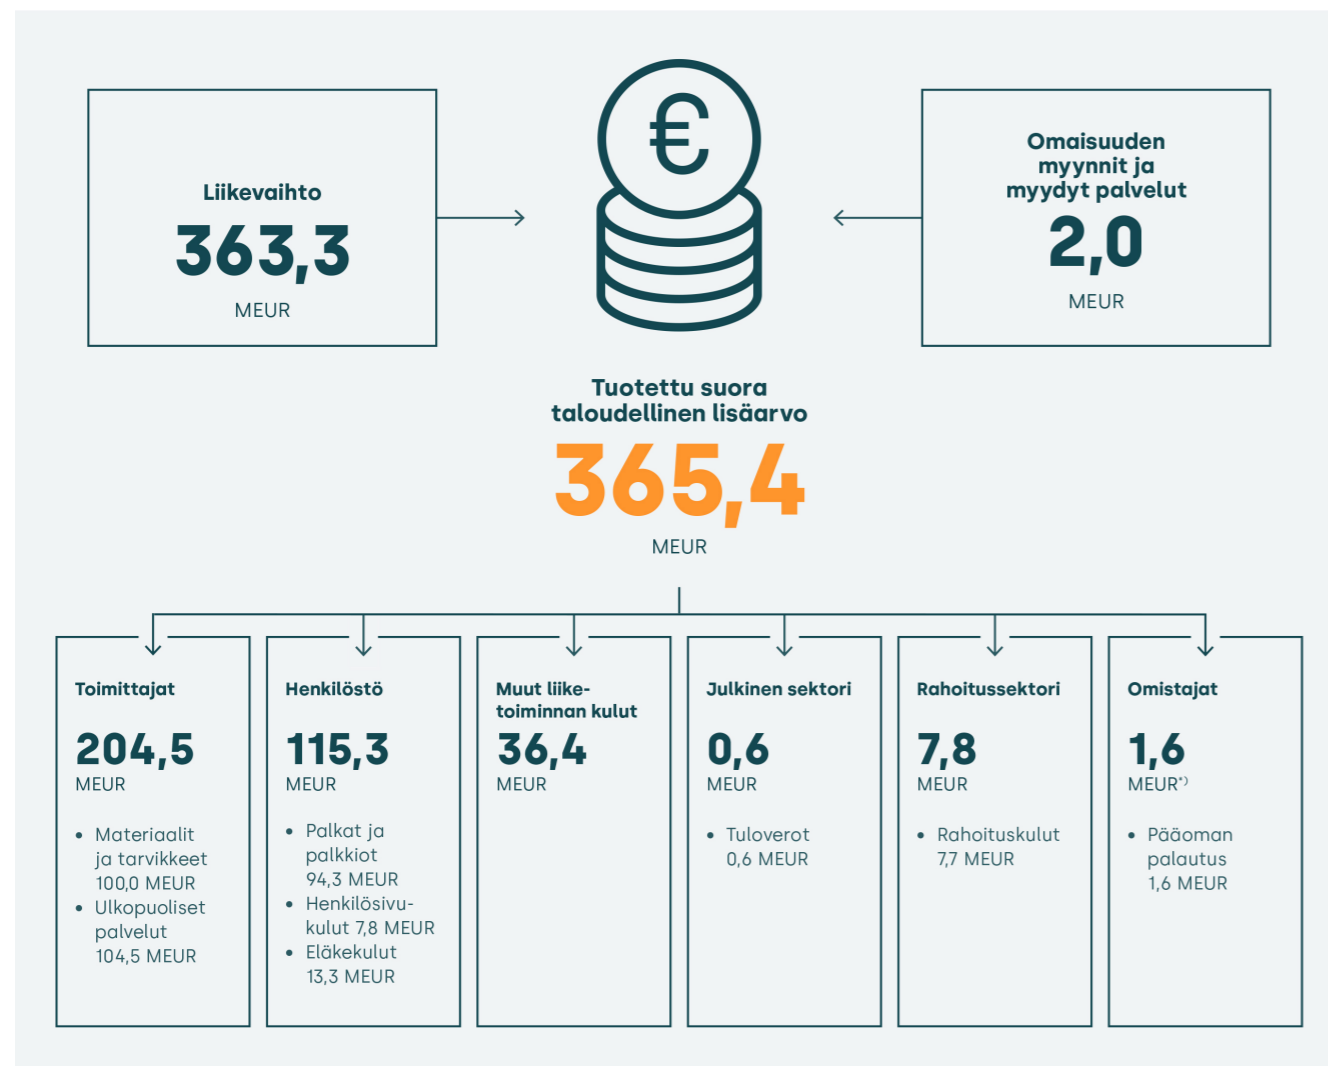 €
Liikevaihto
363,3
MEUR
Omaisuuden
myynnit ja
myydyt palvelut
2,0
MEUR
Tuotettu suora
taloudellinen lisäarvo
365,4
MEUR
Toimittajat
204,5
MEUR
• Materiaalit
ja tarvikkeet
100,0 MEUR
• Ulkopuoliset
palvelut
104,5 MEUR
Henkilöstö
115,3
MEUR
• Palkat ja
palkkiot
94,3 MEUR
• Henkilösivu-
kulut 7,8 MEUR
• Eläkekulut
13,3 MEUR
Muut liike-
toiminnan kulut
36,4
MEUR
Julkinen sektori
0,6
MEUR
• Tuloverot
0,6 MEUR
Rahoitussektori
7,8
MEUR
• Rahoituskulut
7,7 MEUR
Omistajat
1,6
MEUR*)
• Pääoman
palautus
1,6 MEUR